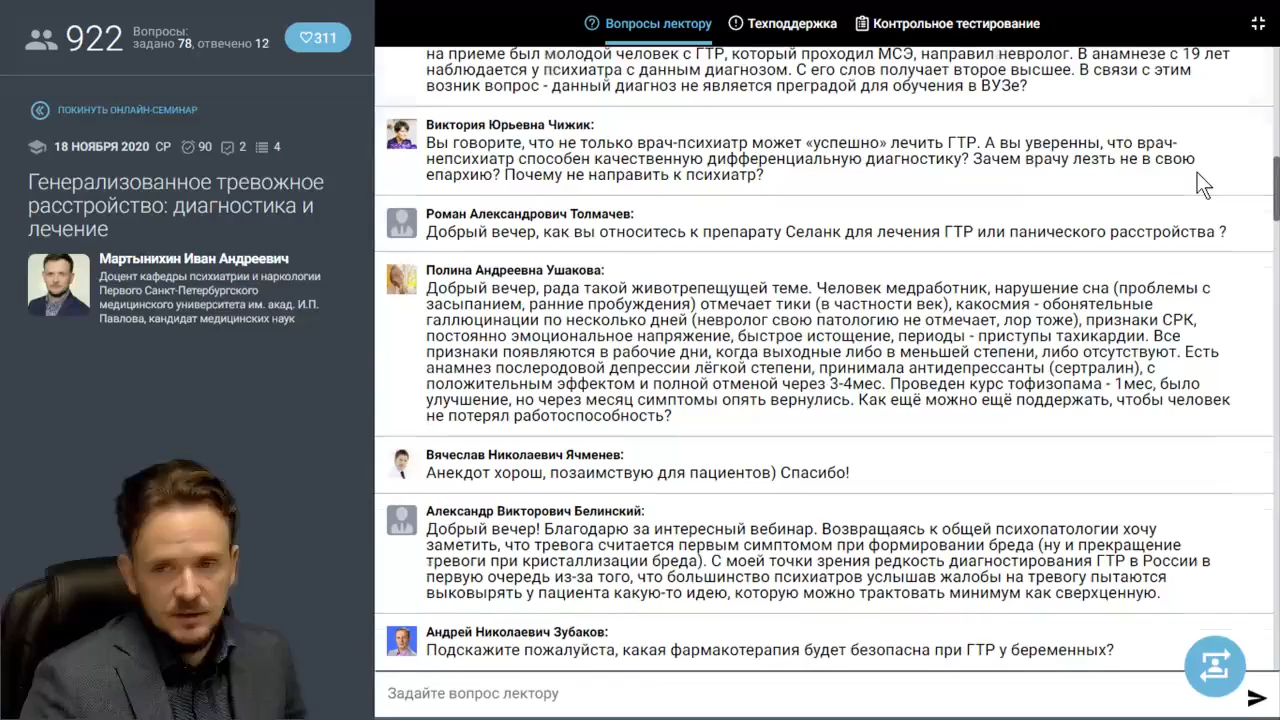 922
Вопросы:
задано 78, отвечено 12
311
ПОКИНУТЬ ОНЛАЙН-СЕМИНАР
18 НОЯБРЯ 2020 СР 90 2 4
Генерализованное тревожное
расстройство: диагностика и
лечение
Мартынихин Иван Андреевич
Доцент кафедры психиатрии и наркологии
Первого Санкт-Петербургского
медицинского университета им. акад. И.П.
Павлова, кандидат медицинских наук
Вопросы лектору
Техподдержка
Контрольное тестирование
на приеме был молодой человек с ГТР, который проходил МСЭ, направил невролог. В анамнезе с 19 лет
наблюдается у психиатра с данным диагнозом. С его слов получает второе высшее. В связи с этим
возник вопрос - данный диагноз не является преградой для обучения в ВУЗе?
Виктория Юрьевна Чижик:
Вы говорите, что не только врач-психиатр может «успешно» лечить ГТР. А вы уверенны, что врач-
непсихиатр способен качественную дифференциальную диагностику? Зачем врачу лезть не в свою
епархию? Почему не направить к психиатр?
Роман Александрович Толмачев:
Добрый вечер, как вы относитесь к препарату Селанк для лечения ГТР или панического расстройства ?
Полина Андреевна Ушакова:
Добрый вечер, рада такой животрепещущей теме. Человек медработник, нарушение сна (проблемы с
засыпанием, ранние пробуждения) отмечает тики (в частности век), какосмия - обонятельные
галлюцинации по несколько дней (невролог свою патологию не отмечает, лор тоже), признаки СРК,
постоянно эмоциональное напряжение, быстрое истощение, периоды - приступы тахикардии. Все
признаки появляются в рабочие дни, когда выходные либо в меньшей степени, либо отсутствуют. Есть
анамнез послеродовой депрессии лёгкой степени, принимала антидепрессанты (сертралин), с
положительным эффектом и полной отменой через 3-4мес. Проведен курс тофизопама - 1мес, было
улучшение, но через месяц симптомы опять вернулись. Как ещё можно ещё поддержать, чтобы человек
не потерял работоспособность?
Вячеслав Николаевич Ячменев:
Анекдот хорош, позаимствую для пациентов) Спасибо!
Александр Викторович Белинский:
Добрый вечер! Благодарю за интересный вебинар. Возвращаясь к общей психопатологии хочу
заметить, что тревога считается первым симптомом при формировании бреда (ну и прекращение
тревоги при кристаллизации бреда). С моей точки зрения редкость диагностирования ГТР в России в
первую очередь из-за того, что большинство психиатров услышав жалобы на тревогу пытаются
выковырять у пациента какую-то идею, которую можно трактовать минимум как сверхценную.
Андрей Николаевич Зубаков:
Подскажите пожалуйста, какая фармакотерапия будет безопасна при ГТР у беременных?
Задайте вопрос лектору